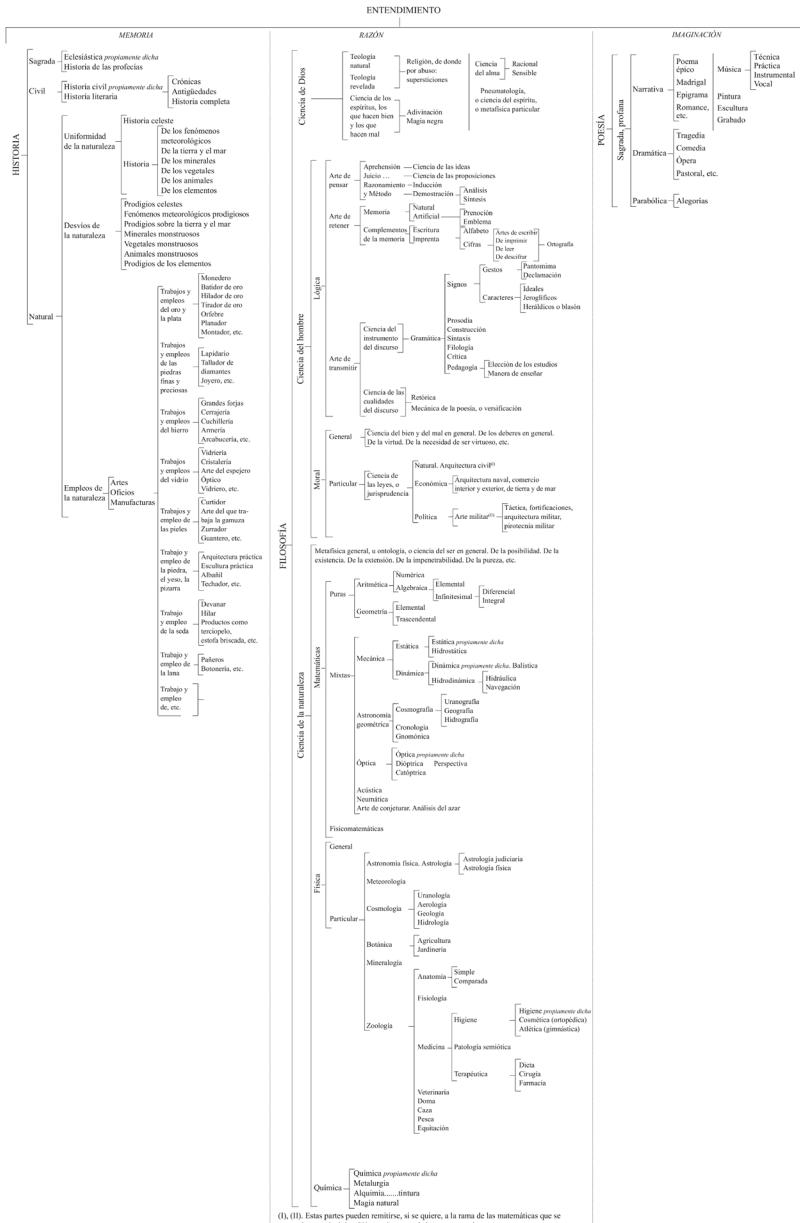 ENTENDIMIENTO
MEMORIA
HISTORIA
Sagrada
Eclesiástica propiamente dicha
Historia de las profecías
Civil
Historia civil propiamente dicha
Historia literaria
Crónicas
Antigüedades
Historia completa
Natural
Uniformidad
de la naturaleza
Historia celeste
Historia
De los fenómenos
meteorológicos
De la tierra y el mar
De los minerales
De los vegetales
De los animales
De los elementos
Desvíos de
la naturaleza
Prodigios celestes
Fenómenos meteorológicos prodigiosos
Prodigios sobre la tierra y el mar
Minerales monstruosos
Vegetales monstruosos
Animales monstruosos
Prodigios de los elementos
Empleos de
la naturaleza
Artes
Oficios
Manufacturas
Trabajos y
empleos
del oro y
la plata
Monedero
Batidor de oro
Hilador de oro
Tirador de oro
Orfebre
Planador
Montador, etc.
Trabajos
y empleos
de las
piedras
finas y
preciosas
Lapidario
Tallador de
diamantes
Joyero, etc.
Trabajos
y empleos
del hierro
Grandes forjas
Cerrajería
Cuchillería
Armería
Arcabucería, etc.
Trabajos
y empleos
del vidrio
Vidriería
Cristalería
Arte del espejero
Óptico
Vidriero, etc.
Trabajos y
empleo de
las pieles
Curtidor
Arte del que tra-
baja la gamuza
Zurrador
Guantero, etc.
Trabajo y
empleo de
la piedra,
el yeso, la
pizarra
Arquitectura práctica
Escultura práctica
Albañil
Techador, etc.
Trabajo
y empleo
de la seda
Devanar
Hilar
Productos como
terciopelo,
estofa briscada, etc.
Trabajo y
empleo de
la lana
Pañeros
Botonería, etc.
Trabajo y
empleo
de, etc.
RAZÓN
FILOSOFÍA
Ciencia de Dios
Teología
natural
Teología
revelada
Religión, de donde
por abuso:
supersticiones
Ciencia de los
espíritus, los
que hacen bien
y los que
hacen mal
Adivinación
Magia negra
Ciencia
del alma
Racional
Sensible
Pneumatología,
o ciencia del espíritu,
o metafísica particular
Ciencia del hombre
Lógica
Arte de
pensar
Aprehensión
Juicio ...
Razonamiento
y Método
Ciencia de las ideas
Ciencia de las proposiciones
Inducción
Demostración
Análisis
Síntesis
Arte de
retener
Memoria
Natural
Artificial
Prenoción
Emblema
Complementos
de la memoria
Escritura
Imprenta
Alfabeto
Cifras
Artes de escribir
De imprimir
De leer
De descifrar
Ortografía
Arte de
transmitir
Ciencia del
instrumento
del discurso
Gramática
Signos
Gestos
Pantomima
Declamación
Caracteres
Ideales
Jeroglíficos
Heráldicos o blasón
Prosodia
Construcción
Sintaxis
Filología
Crítica
Pedagogía
Elección de los estudios
Manera de enseñar
Ciencia de las
cualidades
del discurso
Retórica
Mecánica de la poesía, o versificación
Moral
General
Ciencia del bien y del mal en general. De los deberes en general.
De la virtud. De la necesidad de ser virtuoso, etc.
Particular
Ciencia de
las leyes, o
jurisprudencia
Natural. Arquitectura civil(I)
Económica
Arquitectura naval, comercio
interior y exterior, de tierra y de mar
Política
Arte militar(II)
Táctica, fortificaciones,
arquitectura militar,
pirotecnia militar
Ciencia de la naturaleza
Metafísica general, u ontología, o ciencia del ser en general. De la posibilidad. De la
existencia. De la extensión. De la impenetrabilidad. De la pureza, etc.
Matemáticas
Puras
Aritmética
Numérica
Algebraica
Elemental
Infinitesimal
Diferencial
Integral
Geometría
Elemental
Trascendental
Mixtas
Mecánica
Estática
Estática propiamente dicha
Hidrostática
Dinámica
Dinámica propiamente dicha. Balística
Hidrodinámica
Hidráulica
Navegación
Astronomía
geométrica
Cosmografía
Uranografía
Geografía
Hidrografía
Cronología
Gnomónica
Óptica
Óptica propiamente dicha
Dióptrica Perspectiva
Catóptrica
Acústica
Neumática
Arte de conjeturar. Análisis del azar
Fisicomatemáticas
Física
General
Particular
Astronomía física. Astrología
Astrología judiciaria
Astrología física
Meteorología
Cosmología
Uranología
Aerología
Geología
Hidrología
Botánica
Agricultura
Jardinería
Mineralogía
Zoología
Anatomía
Simple
Comparada
Fisiología
Medicina
Higiene
Higiene propiamente dicha
Cosmética (ortopédica)
Atlética (gimnástica)
Patología semiótica
Terapéutica
Dieta
Cirugía
Farmacia
Veterinaria
Doma
Caza
Pesca
Equitación
Química
Química propiamente dicha
Metalurgia
Alquimia.......tintura
Magia natural
(I), (II). Estas partes pueden remitirse, si se quiere, a la rama de las matemáticas que se
IMAGINACIÓN
POESÍA
Sagrada, profana
Narrativa
Poema
épico
Madrigal
Epigrama
Romance,
etc.
Música
Técnica
Práctica
Instrumental
Vocal
Pintura
Escultura
Grabado
Dramática
Tragedia
Comedia
Ópera
Pastoral, etc.
Parabólica
Alegorías